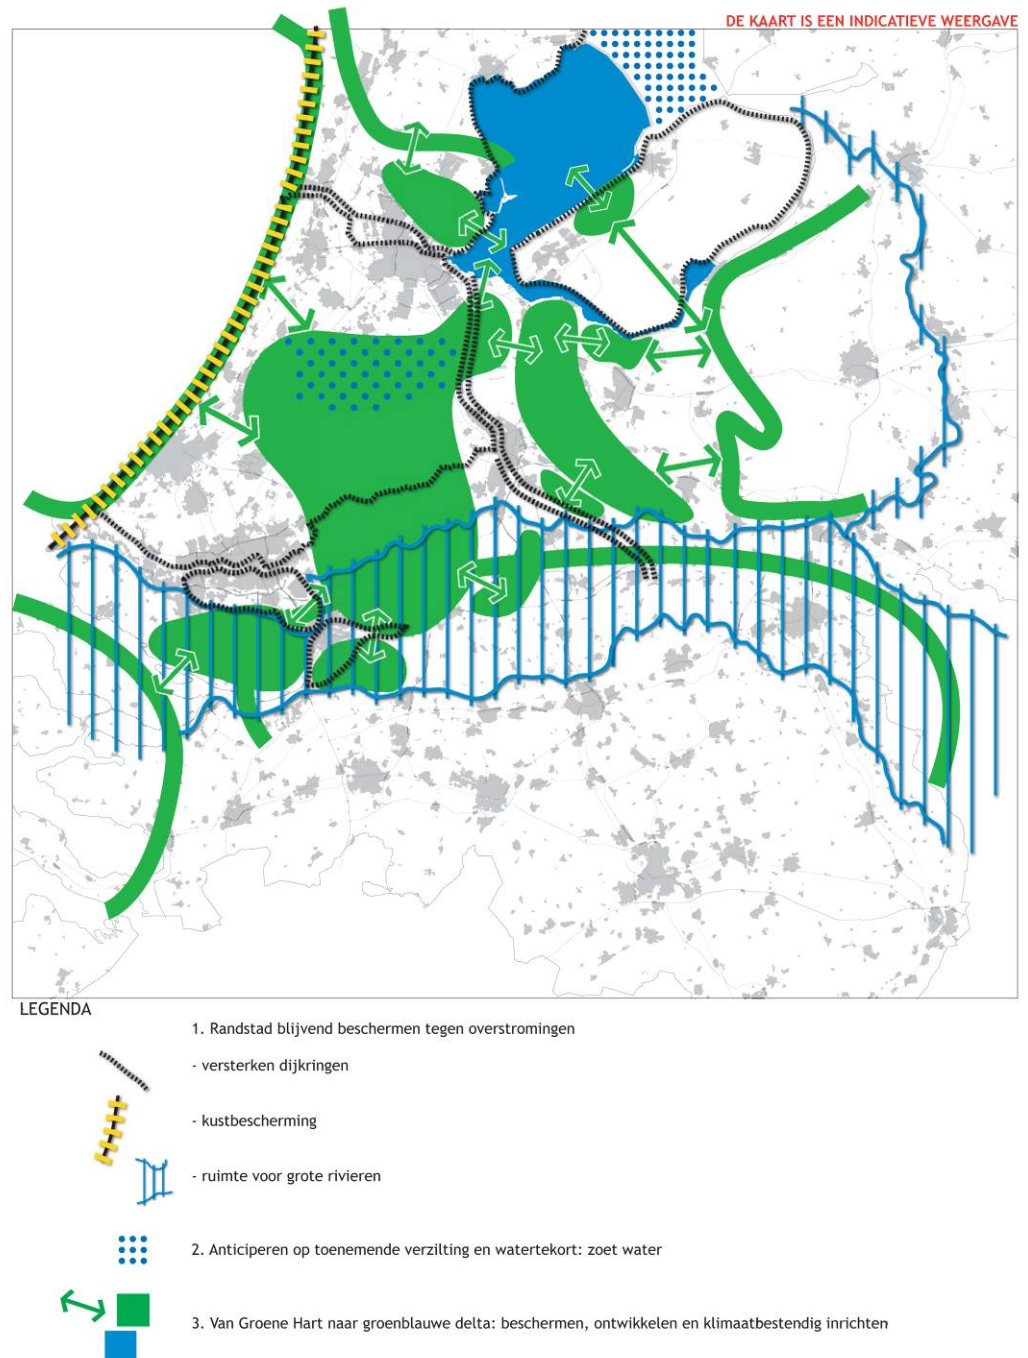 DE KAART IS EEN INDICATIEVE WEERGAVE
LEGENDA
1. Randstad blijvend beschermen tegen overstromingen
- versterken dijkringen
- kustbescherming
- ruimte voor grote rivieren
2. Anticiperen op toenemende verzilting en watertekort: zoet water
3. Van Groene Hart naar groenblauwe delta: beschermen, ontwikkelen en klimaatbestendig inrichten